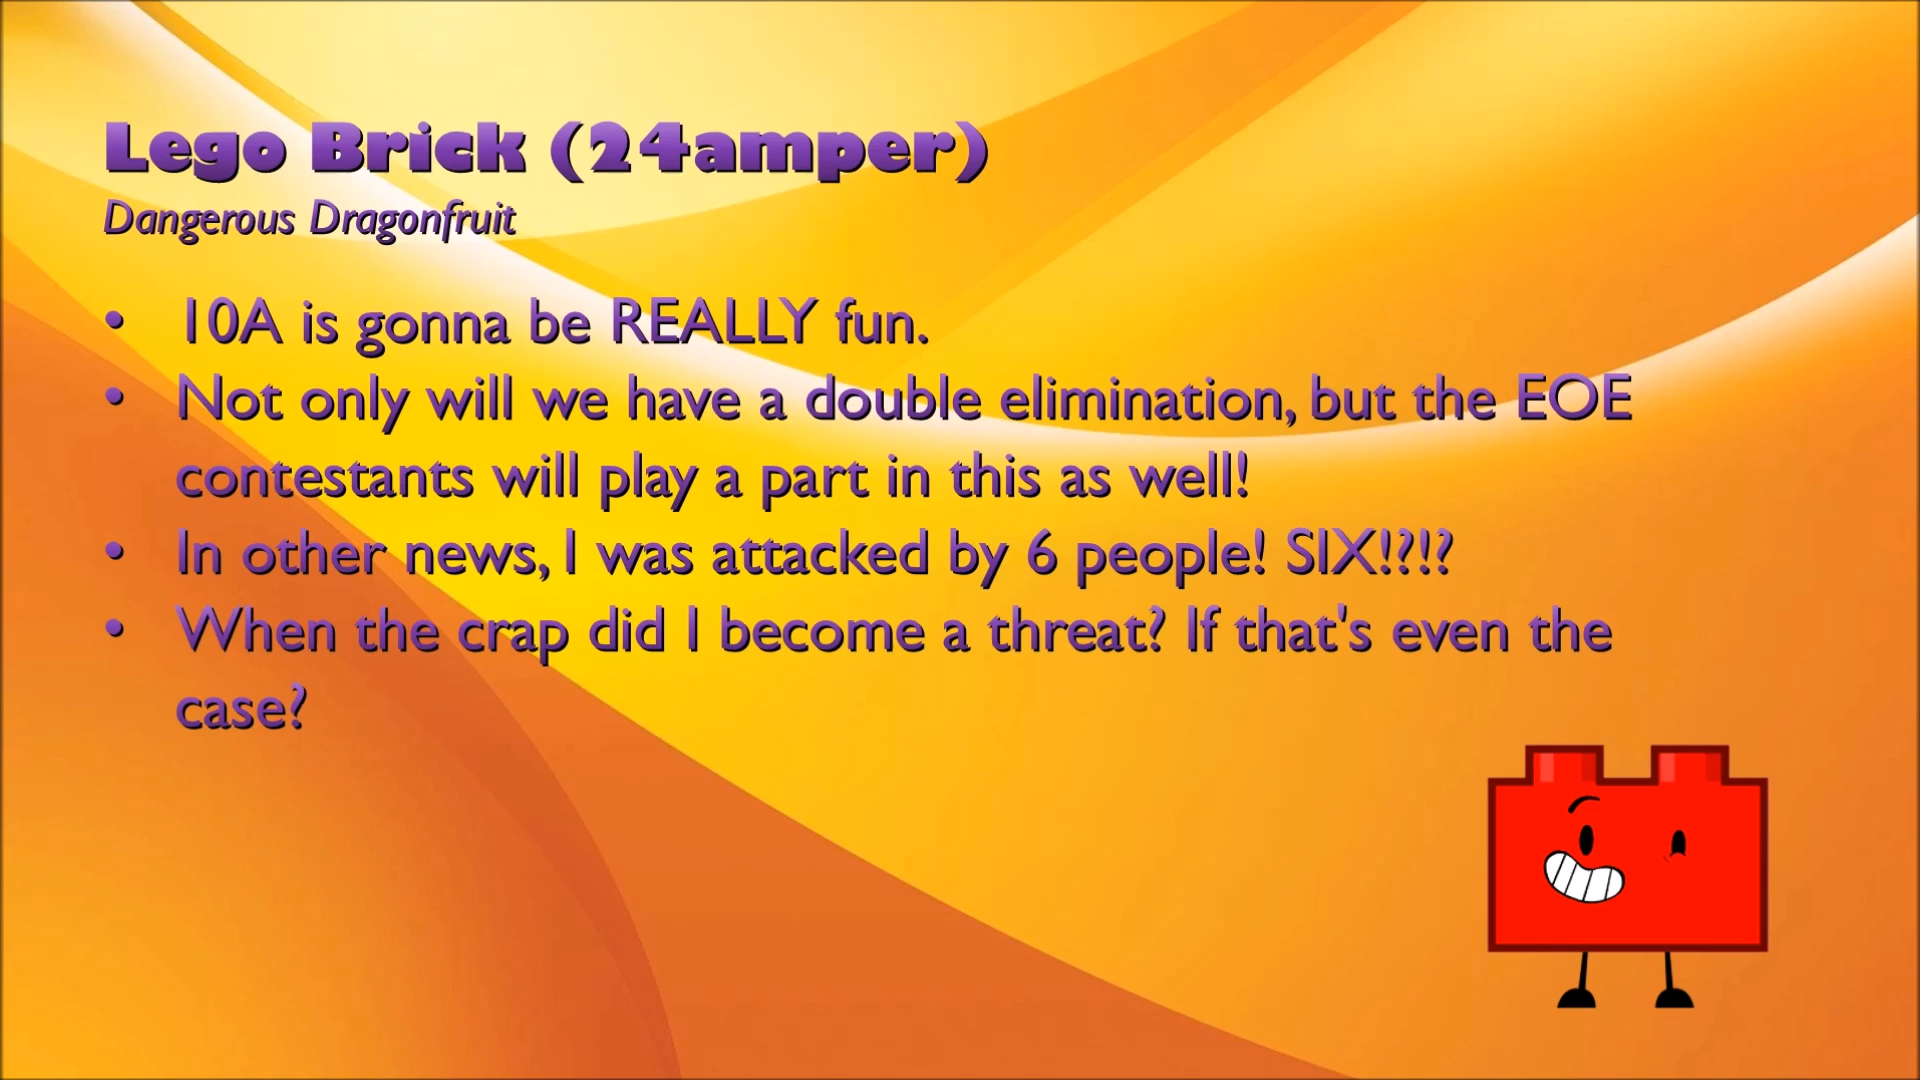 Lego Brick (24amper)
Dangerous Dragonfruit
• 10A is gonna be REALLY fun.
• Not only will we have a double elimination, but the EOE
contestants will play a part in this as well!
• In other news, I was attacked by 6 people! SIX!?!?
• When the crap did I become a threat? If that's even the
case?